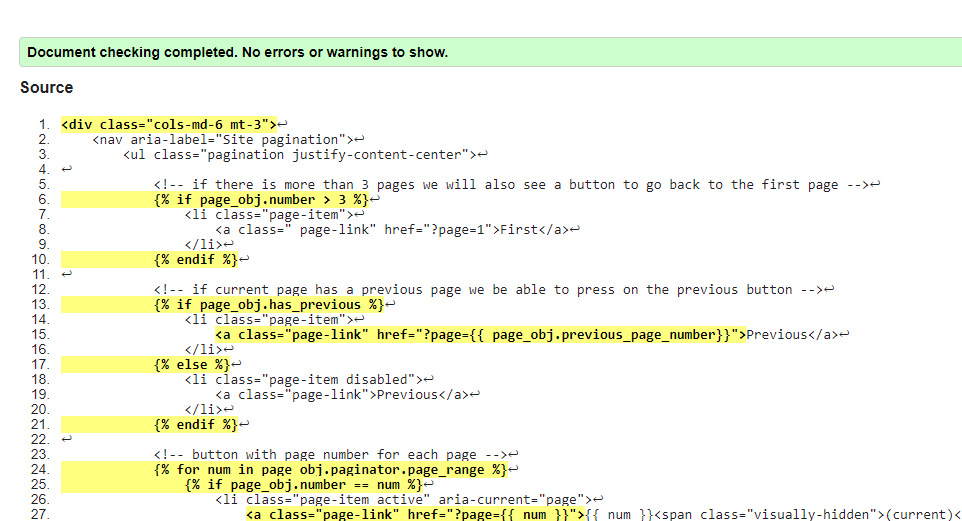 Document checking completed. No errors or warnings to show.
Source
1. <div class="cols-md-6 mt-3">↩
2. <nav aria-label="Site pagination">↩
3. <ul class="pagination justify-content-center">↩
4. ↩
5. <!-- if there is more than 3 pages we will also see a button to go back to the first page -->↩
6. {% if page_obj.number > 3 %}↩
7. <li class="page-item">↩
8. <a class=" page-link" href="?page=1">First</a>↩
9. </li>↩
10. {% endif %}↩
11. ↩
12. <!-- if current page has a previous page we be able to press on the previous button -->↩
13. {% if page_obj.has_previous %}↩
14. <li class="page-item">↩
15. <a class="page-link" href="?page={{ page_obj.previous_page_number}}">Previous</a>↩
16. </li>↩
17. {% else %}↩
18. <li class="page-item disabled">↩
19. <a class="page-link">Previous</a>↩
20. </li>↩
21. {% endif %}↩
22. ↩
23. <!-- button with page number for each page -->↩
24. {% for num in page_obj.paginator.page_range %}↩
25. {% if page_obj.number == num %}↩
26. <li class="page-item active" aria-current="page">↩
27. <a class="page-link" href="?page={{ num }}">{{ num }}<span class="visually-hidden">(current)<